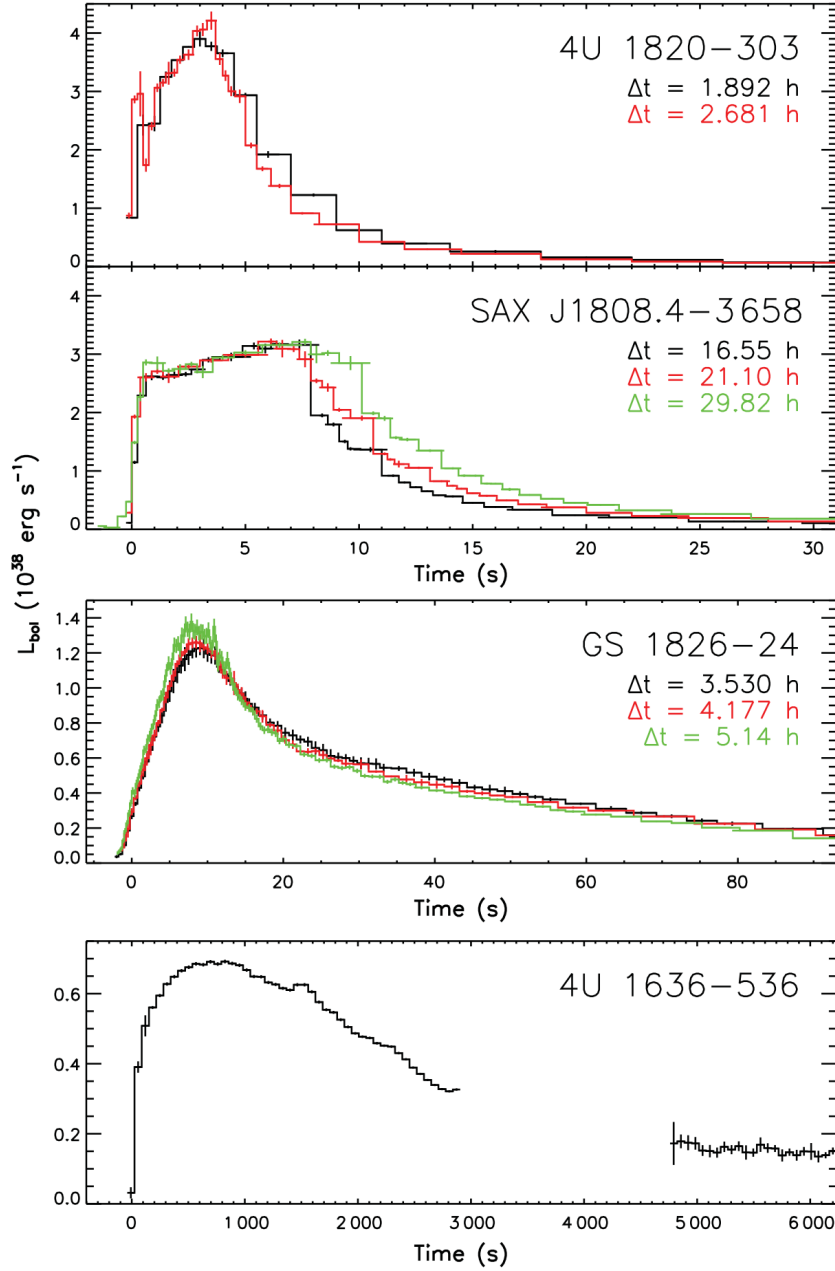 4U 1820−303
Δt = 1.892 h
Δt = 2.681 h
4
3
2
1
0
SAX J1808.4−3658
Δt = 16.55 h
Δt = 21.10 h
Δt = 29.82 h
4
3
2
1
0
0 5 10 15 20 25 30
Time (s)
L_bol (10^38 erg s^−1)
GS 1826−24
Δt = 3.530 h
Δt = 4.177 h
Δt = 5.14 h
1.4
1.2
1.0
0.8
0.6
0.4
0.2
0.0
0 20 40 60 80
Time (s)
4U 1636−536
0.6
0.4
0.2
0.0
0 1 000 2 000 3 000 4 000 5 000 6 000
Time (s)